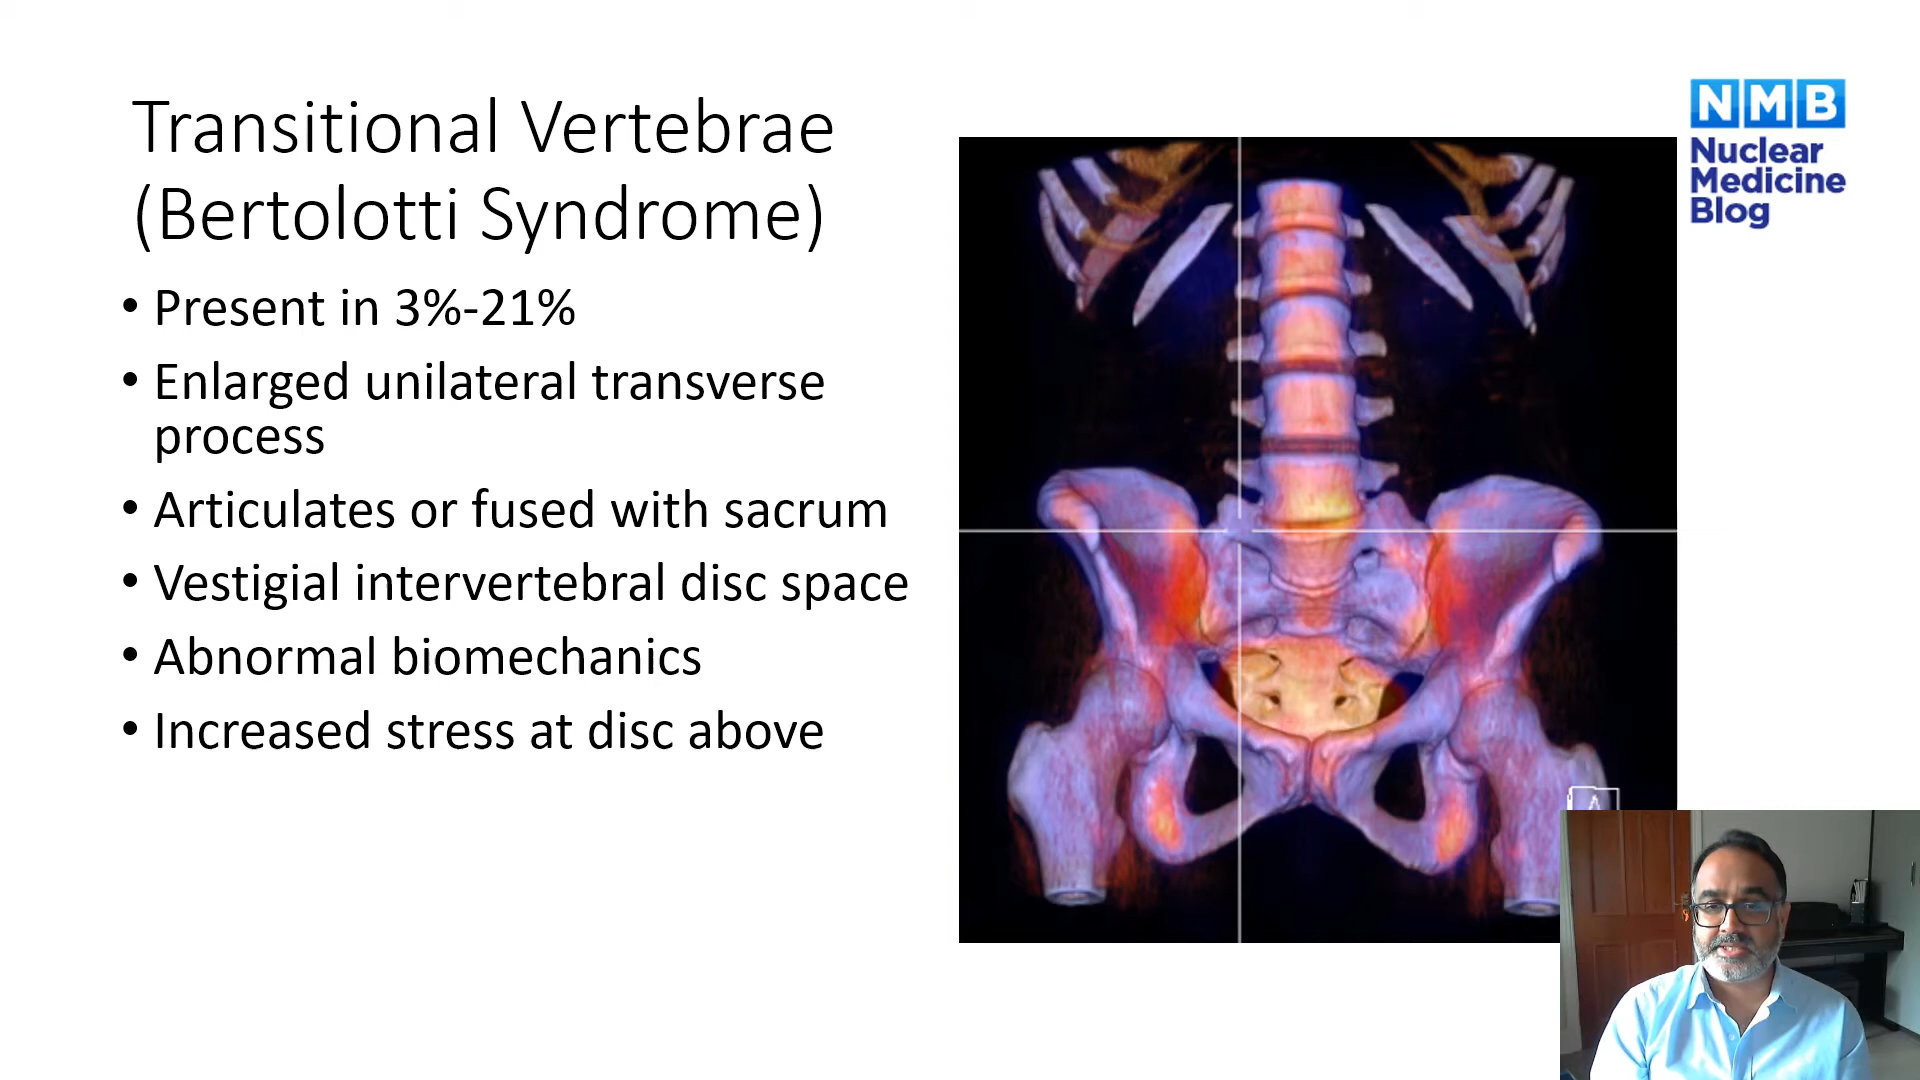 Transitional Vertebrae
(Bertolotti Syndrome)
• Present in 3%-21%
• Enlarged unilateral transverse
process
• Articulates or fused with sacrum
• Vestigial intervertebral disc space
• Abnormal biomechanics
• Increased stress at disc above
NMB
Nuclear
Medicine
Blog